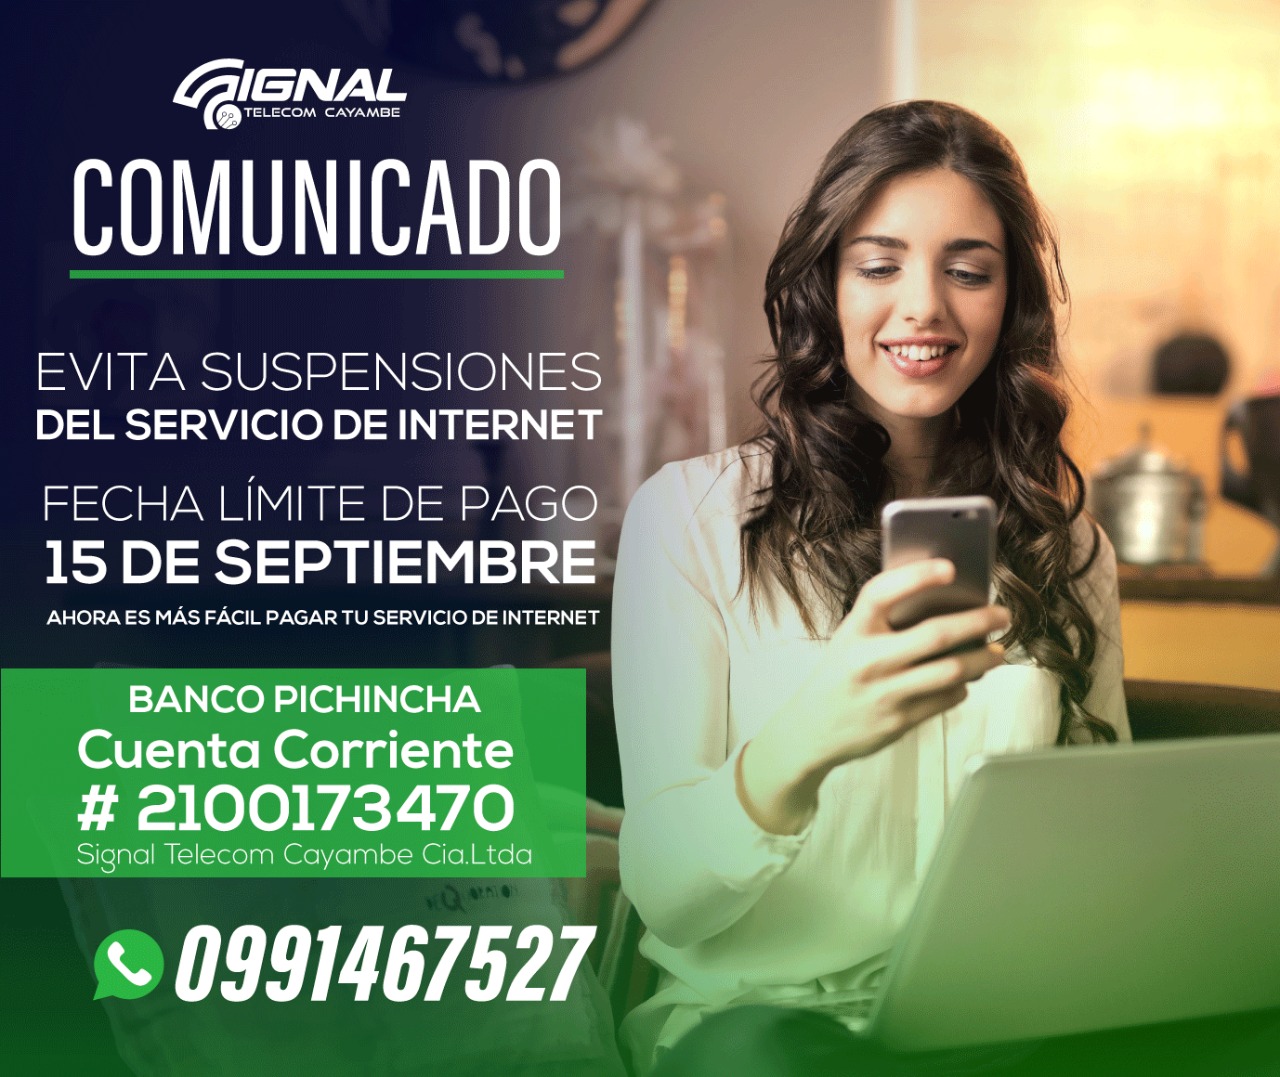 SIGNAL
TELECOM CAYAMBE
COMUNICADO
EVITA SUSPENSIONES
DEL SERVICIO DE INTERNET
FECHA LÍMITE DE PAGO
15 DE SEPTIEMBRE
AHORA ES MÁS FÁCIL PAGAR TU SERVICIO DE INTERNET
BANCO PICHINCHA
Cuenta Corriente
# 2100173470
Signal Telecom Cayambe Cia.Ltda
0991467527